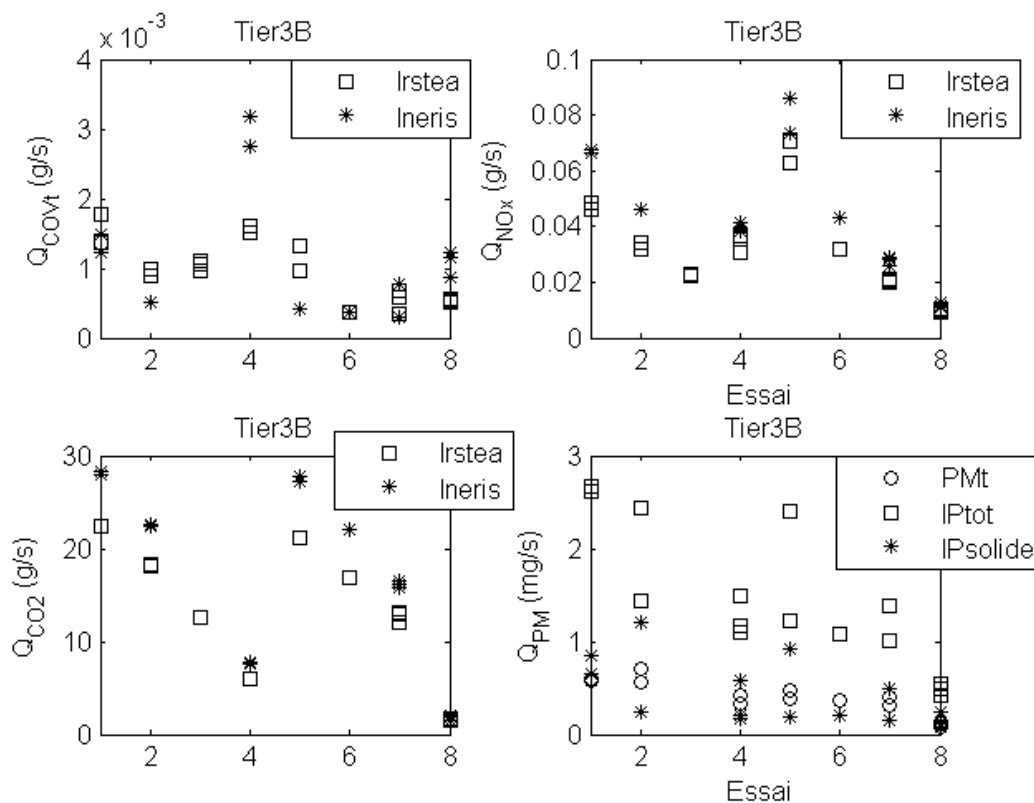 x 10^-3
Tier3B
Q_COVt (g/s)
4
3
2
1
0
2 4 6 8
Irstea
Ineris
Tier3B
Q_NOx (g/s)
0.1
0.08
0.06
0.04
0.02
0
2 4 6 8
Essai
Irstea
Ineris
Tier3B
Q_CO2 (g/s)
30
20
10
0
2 4 6 8
Irstea
Ineris
Tier3B
Q_PM (mg/s)
3
2
1
0
2 4 6 8
Essai
PMt
IPtot
IPsolide